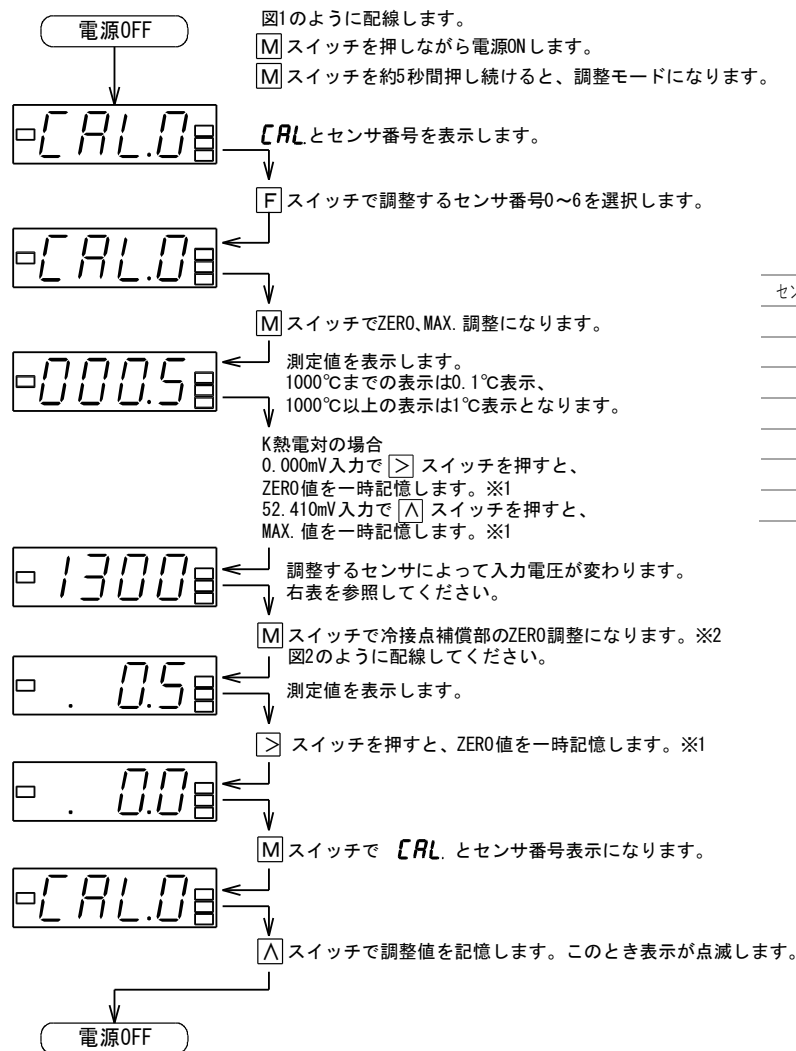 電源OFF
図1のように配線します。
M スイッチを押しながら電源ONします。
M スイッチを約5秒間押し続けると、調整モードになります。
CAL.0
CAL.とセンサ番号を表示します。
F スイッチで調整するセンサ番号0~6を選択します。
CAL.0
セン
M スイッチでZERO、MAX. 調整になります。
000.5
測定値を表示します。
1000℃までの表示は0.1℃表示、
1000℃以上の表示は1℃表示となります。
K熱電対の場合
0.000mV入力で > スイッチを押すと、
ZERO値を一時記憶します。※1
52.410mV入力で ∧ スイッチを押すと、
MAX. 値を一時記憶します。※1
1300
調整するセンサによって入力電圧が変わります。
右表を参照してください。
M スイッチで冷接点補償部のZERO調整になります。※2
図2のように配線してください。
. 0.5
測定値を表示します。
> スイッチを押すと、ZERO値を一時記憶します。※1
. 0.0
M スイッチで CAL. とセンサ番号表示になります。
CAL.0
∧ スイッチで調整値を記憶します。このとき表示が点滅します。
電源OFF